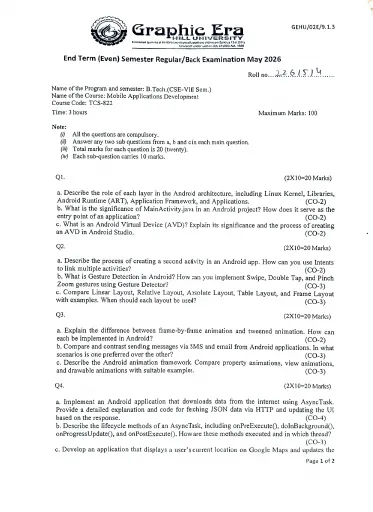 GEHU/02E/9.1.3
Graphic Era
HILL UNIVERSITY
End Term (Even) Semester Regular/Back Examination May 2026
Roll no....2261514......
Name of the Program and semester: B.Tech.(CSE-VIII Sem.)
Name of the Course: Mobile Applications Development
Course Code: TCS-822
Time: 3 hours Maximum Marks: 100
Note:
(i) All the questions are compulsory.
(ii) Answer any two sub questions from a, b and c in each main question.
(iii) Total marks for each question is 20 (twenty).
(iv) Each sub-question carries 10 marks.
Q1. (2X10=20 Marks)
a. Describe the role of each layer in the Android architecture, including Linux Kernel, Libraries,
Android Runtime (ART), Application Framework, and Applications. (CO-2)
b. What is the significance of MainActivity.java in an Android project? How does it serve as the
entry point of an application? (CO-2)
c. What is an Android Virtual Device (AVD)? Explain its significance and the process of creating
an AVD in Android Studio. (CO-2)
Q2. (2X10=20 Marks)
a. Describe the process of creating a second activity in an Android app. How can you use Intents
to link multiple activities? (CO-2)
b. What is Gesture Detection in Android? How can you implement Swipe, Double Tap, and Pinch
Zoom gestures using Gesture Detector? (CO-3)
c. Compare Linear Layout, Relative Layout, Absolute Layout, Table Layout, and Frame Layout
with examples. When should each layout be used? (CO-3)
Q3. (2X10=20 Marks)
a. Explain the difference between frame-by-frame animation and tweened animation. How can
each be implemented in Android? (CO-2)
b. Compare and contrast sending messages via SMS and email from Android applications. In what
scenarios is one preferred over the other? (CO-3)
c. Describe the Android animation framework Compare property animations, view animations,
and drawable animations with suitable examples. (CO-3)
Q4. (2X10=20 Marks)
a. Implement an Android application that downloads data from the internet using AsyncTask.
Provide a detailed explanation and code for fetching JSON data via HTTP and updating the UI
based on the response. (CO-4)
b. Describe the lifecycle methods of an AsyncTask, including onPreExecute(), doInBackground(),
onProgressUpdate(), and onPostExecute(). How are these methods executed and in which thread?
(CO-3)
c. Develop an application that displays a user's current location on Google Maps and updates the
Page 1 of 2